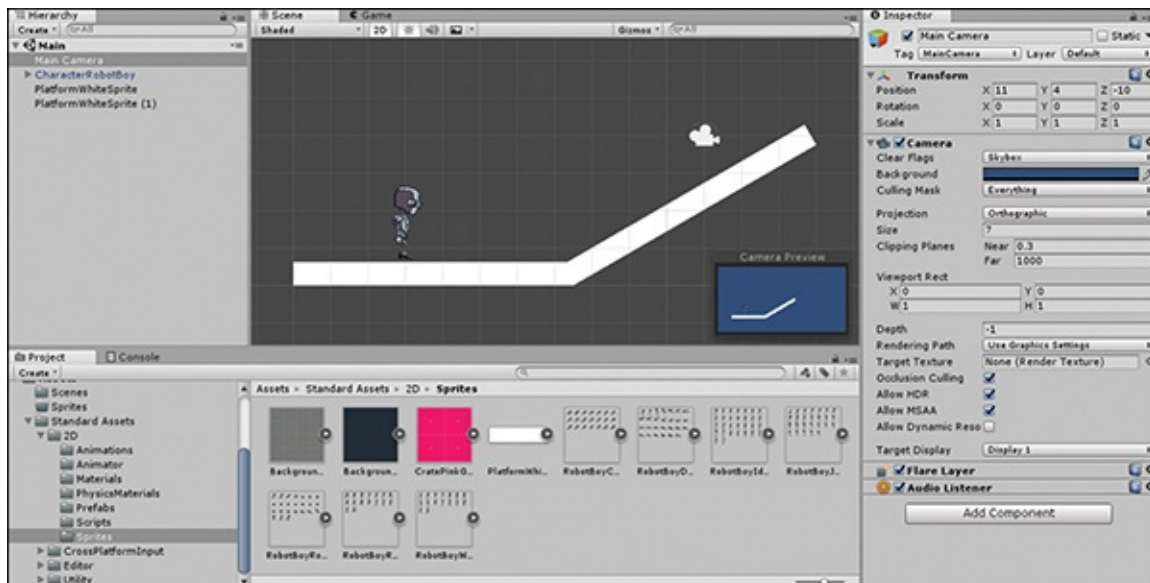 Hierarchy
Create
All
Main
Main Camera
CharacterRobotBoy
PlatformWhiteSprite
PlatformWhiteSprite (1)
Scene
Game
Shaded
2D
Gizmos
All
Camera Preview
Inspector
Main Camera
Static
Tag MainCamera Layer Default
Transform
Position X 11 Y 4 Z -10
Rotation X 0 Y 0 Z 0
Scale X 1 Y 1 Z 1
Camera
Clear Flags Skybox
Background
Culling Mask Everything
Projection Orthographic
Size 7
Clipping Planes Near 0.3
Far 1000
Viewport Rect
X 0 Y 0
W 1 H 1
Depth -1
Rendering Path Use Graphics Settings
Target Texture None (Render Texture)
Occlusion Culling
Allow HDR
Allow MSAA
Allow Dynamic Reso
Target Display Display 1
Flare Layer
Audio Listener
Add Component
Project
Console
Create
Scenes
Sprites
Standard Assets
2D
Animations
Animator
Materials
PhysicsMaterials
Prefabs
Scripts
Sprites
CrossPlatformInput
Editor
Utility
Assets Standard Assets 2D Sprites
Backgroun...
Backgroun...
CratePinkG...
PlatformWhi...
RobotBoyC...
RobotBoyD...
RobotBoyId...
RobotBoyJ...
RobotBoyRo...
RobotBoyR...
RobotBoyW...